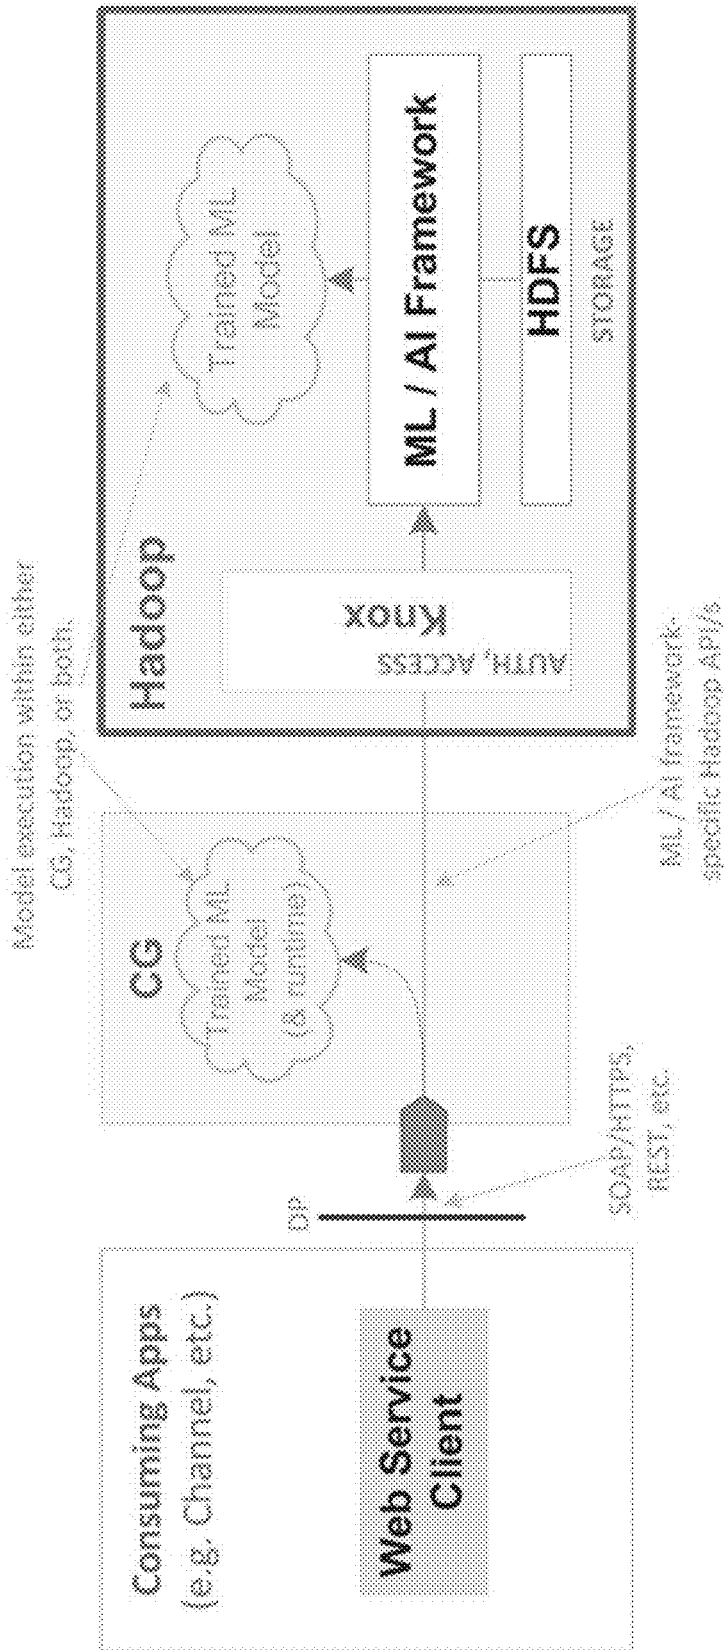 Consuming Apps
(e.g. Channel, etc.)
Web Service
Client
DP
SOAP/HTTPS,
REST, etc.
CG
Trained ML
Model
(& runtime)
Model execution within either
CG, Hadoop, or both.
ML / AI framework-
specific Hadoop API/s
Hadoop
Knox
AUTH, ACCESS
Trained ML
Model
ML / AI Framework
HDFS
STORAGE